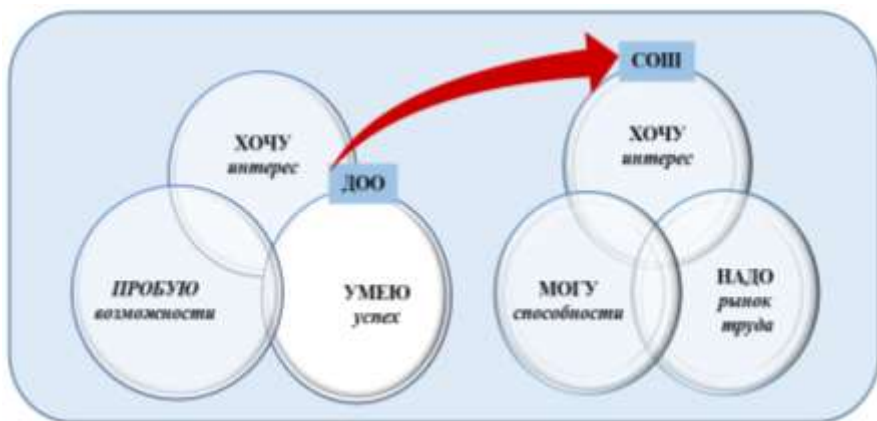 СОШ
ХОЧУ
интерес
ДОО
ПРОБУЮ
возможности
УМЕЮ
успех
ХОЧУ
интерес
МОГУ
способности
НАДО
рынок
труда